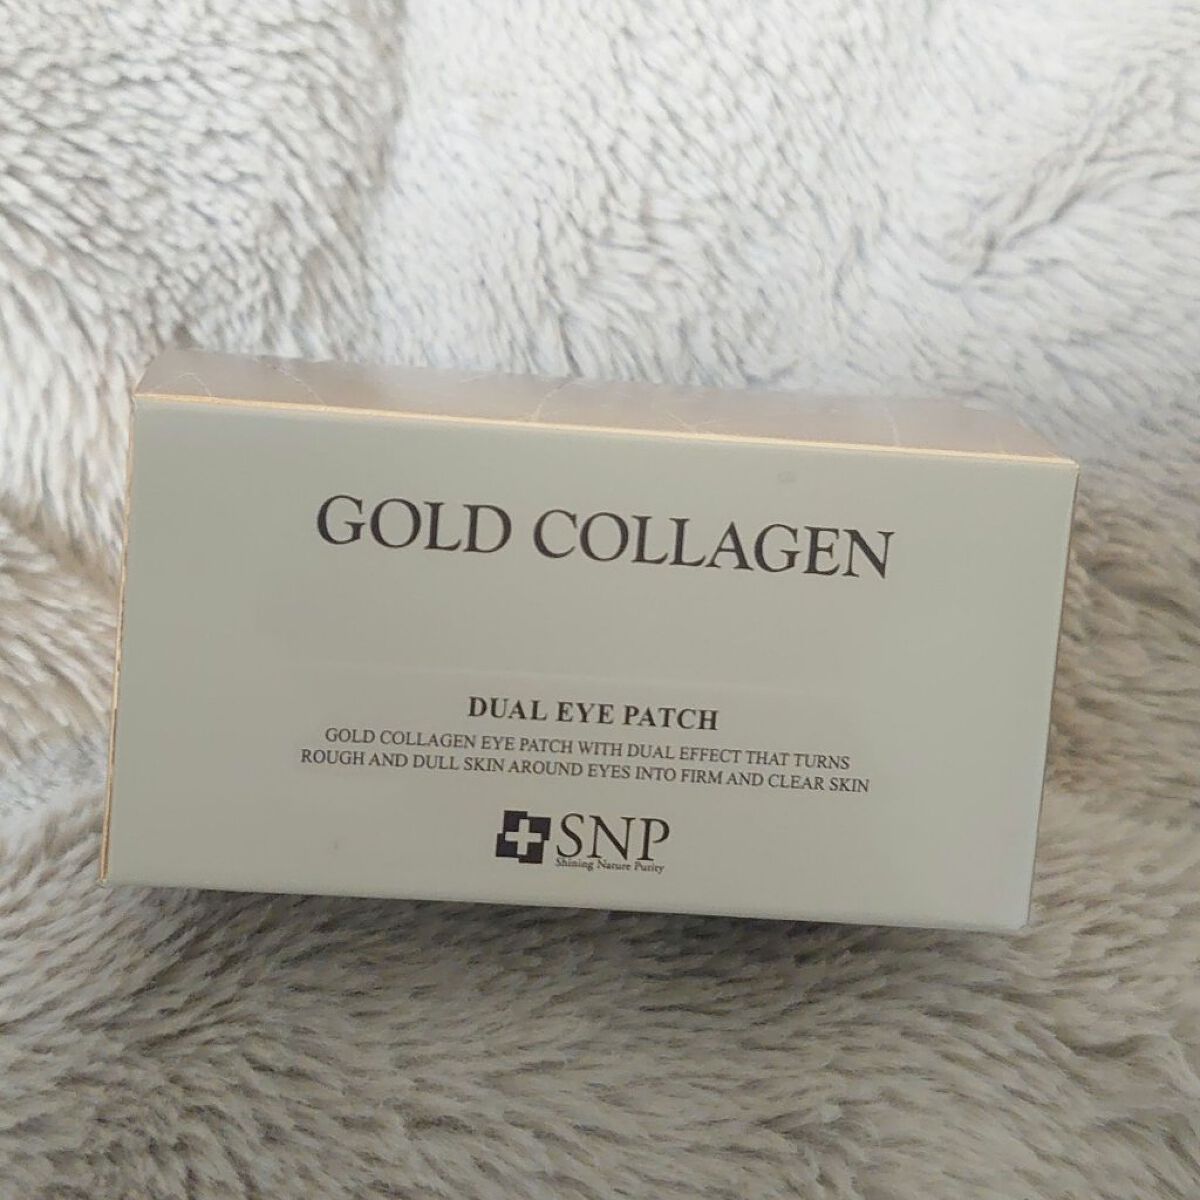 GOLD COLLAGEN
DUAL EYE PATCH
GOLD COLLAGEN EYE PATCH WITH DUAL EFFECT THAT TURNS
ROUGH AND DULL SKIN AROUND EYES INTO FIRM AND CLEAR SKIN
SNP
Shining Nature Purity